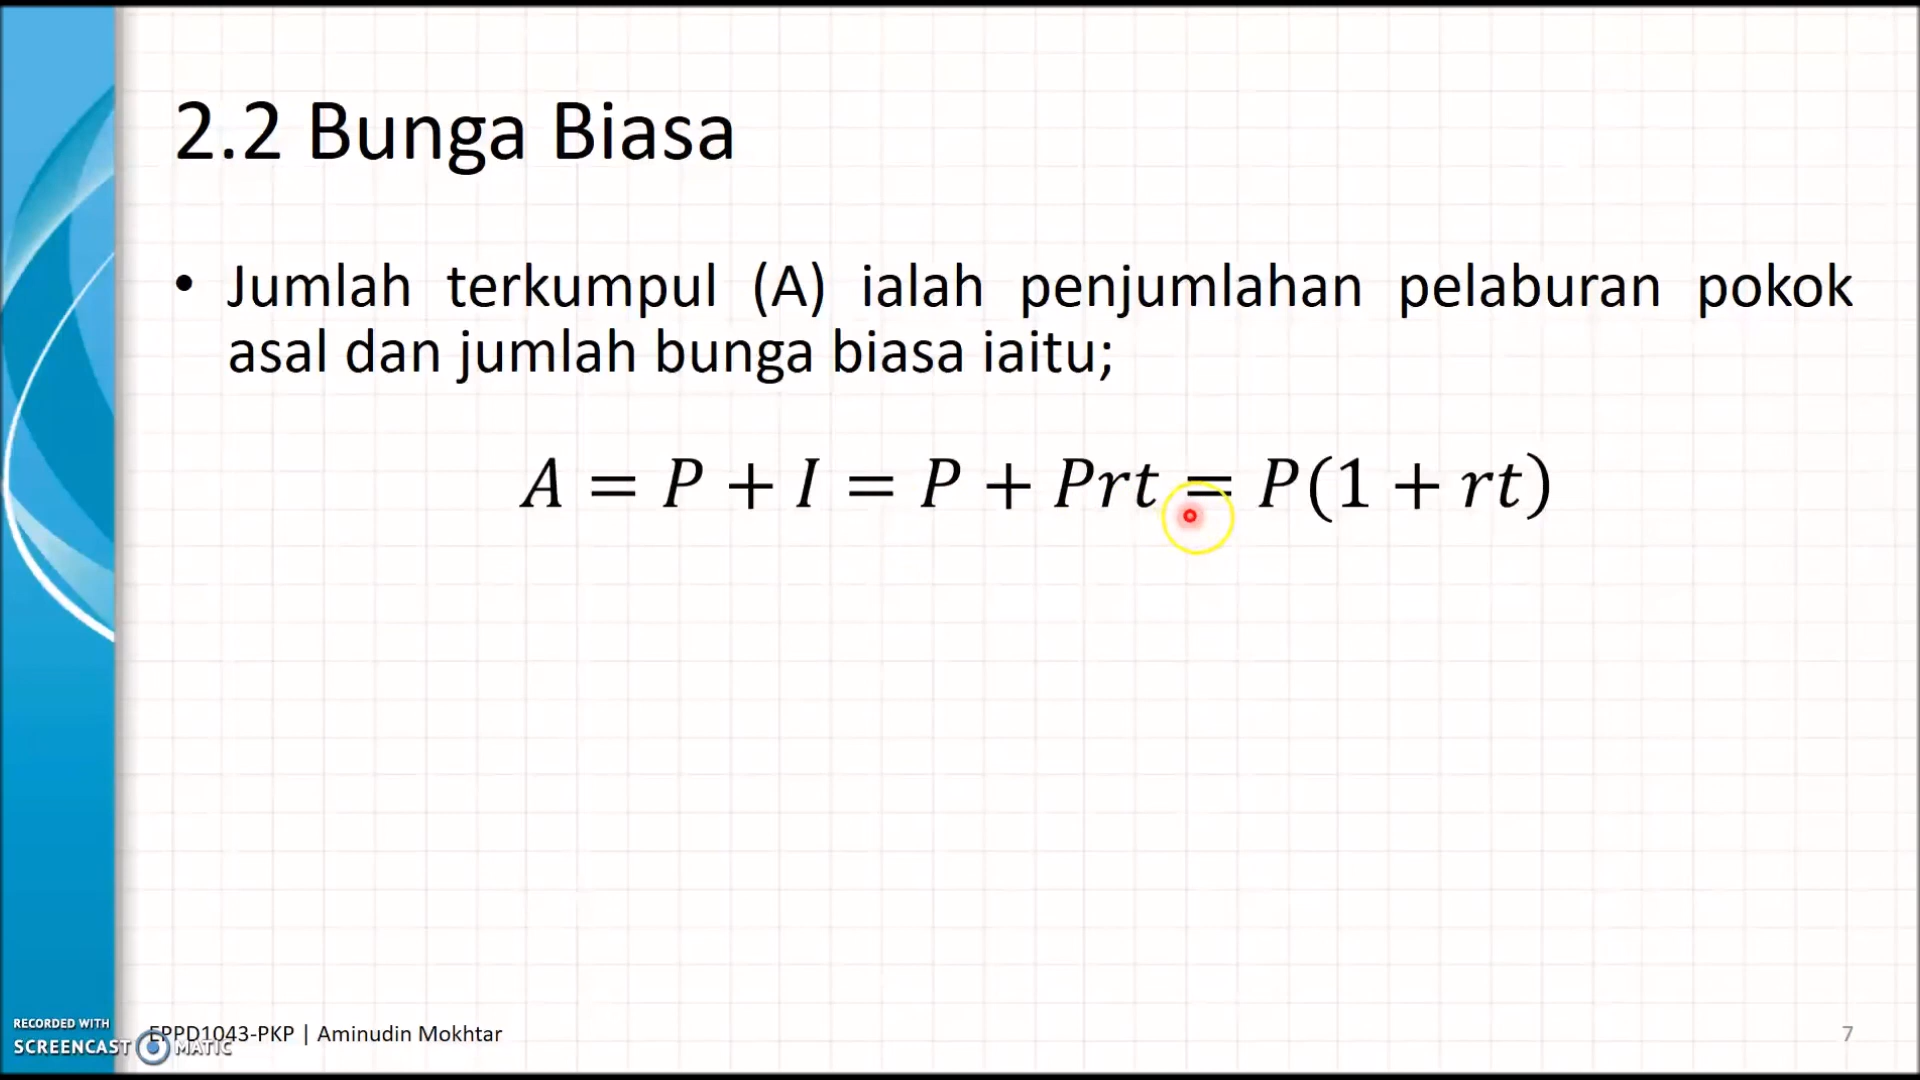 2.2 Bunga Biasa
• Jumlah terkumpul (A) ialah penjumlahan pelaburan pokok
asal dan jumlah bunga biasa iaitu;
A = P + I = P + Prt = P(1 + rt)
RECORDED WITH
SCREENCAST MATIC
EPPD1043-PKP | Aminudin Mokhtar
7